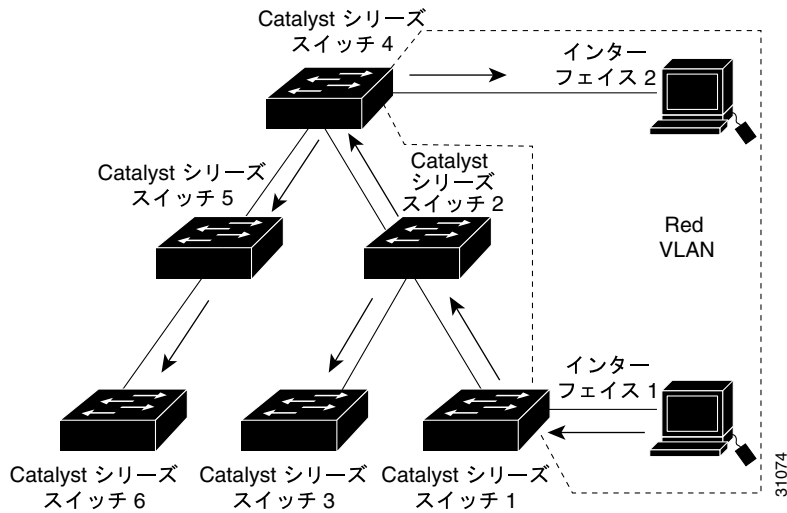 Catalyst シリーズ
スイッチ 4
インター
フェイス 2
Catalyst シリーズ
スイッチ 5
Catalyst
シリーズ
スイッチ 2
Red
VLAN
インター
フェイス 1
Catalyst シリーズ
スイッチ 6
Catalyst シリーズ
スイッチ 3
Catalyst シリーズ
スイッチ 1
31074